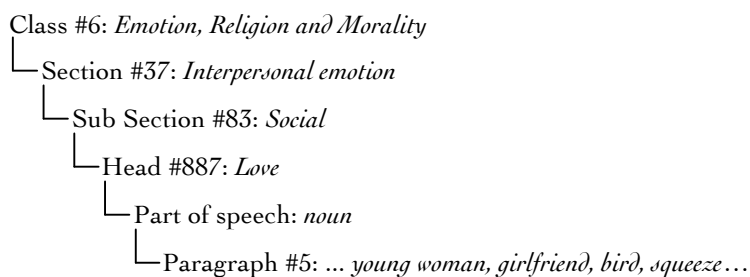 Class #6: Emotion, Religion and Morality
Section #37: Interpersonal emotion
Sub Section #83: Social
Head #887: Love
Part of speech: noun
Paragraph #5: ... young woman, girlfriend, bird, squeeze…